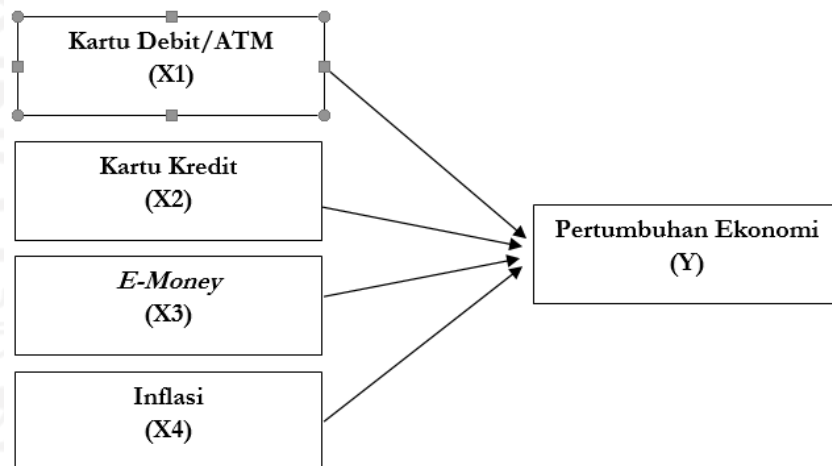 Kartu Debit/ATM
(X1)
Kartu Kredit
(X2)
E-Money
(X3)
Inflasi
(X4)
Pertumbuhan Ekonomi
(Y)